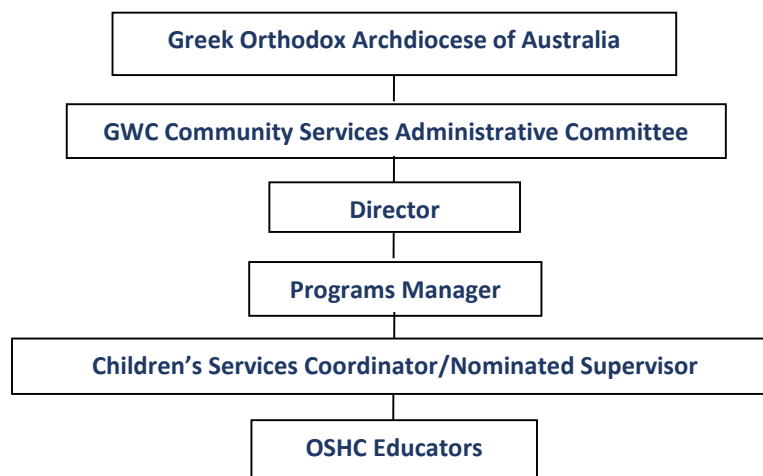 Greek Orthodox Archdiocese of Australia
GWC Community Services Administrative Committee
Director
Programs Manager
Children’s Services Coordinator/Nominated Supervisor
OSHC Educators